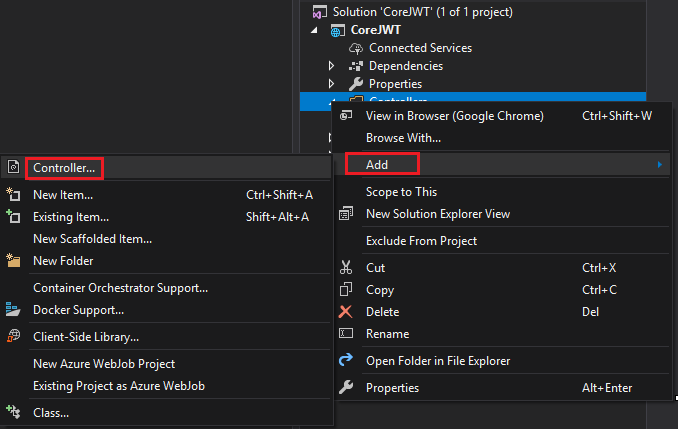 Solution 'CoreJWT' (1 of 1 project)
CoreJWT
Connected Services
Dependencies
Properties
Controllers
View in Browser (Google Chrome) Ctrl+Shift+W
Browse With...
Add
Scope to This
New Solution Explorer View
Exclude From Project
Cut Ctrl+X
Copy Ctrl+C
Delete Del
Rename
Open Folder in File Explorer
Properties Alt+Enter
Controller...
New Item... Ctrl+Shift+A
Existing Item... Shift+Alt+A
New Scaffolded Item...
New Folder
Container Orchestrator Support...
Docker Support...
Client-Side Library...
New Azure WebJob Project
Existing Project as Azure WebJob
Class...